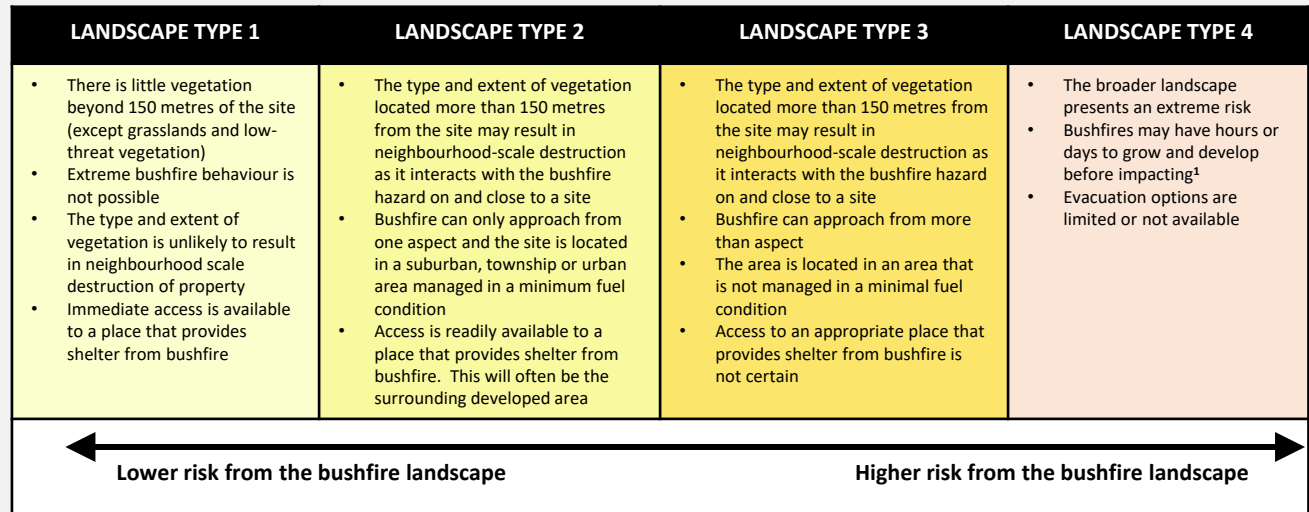 LANDSCAPE TYPE 1
LANDSCAPE TYPE 2
LANDSCAPE TYPE 3
LANDSCAPE TYPE 4
• There is little vegetation
beyond 150 metres of the site
(except grasslands and low-
threat vegetation)
• Extreme bushfire behaviour is
not possible
• The type and extent of
vegetation is unlikely to result
in neighbourhood scale
destruction of property
• Immediate access is available
to a place that provides
shelter from bushfire
• The type and extent of vegetation
located more than 150 metres
from the site may result in
neighbourhood-scale destruction
as it interacts with the bushfire
hazard on and close to a site
• Bushfire can only approach from
one aspect and the site is located
in a suburban, township or urban
area managed in a minimum fuel
condition
• Access is readily available to a
place that provides shelter from
bushfire. This will often be the
surrounding developed area
• The type and extent of vegetation
located more than 150 metres from
the site may result in
neighbourhood-scale destruction as
it interacts with the bushfire hazard
on and close to a site
• Bushfire can approach from more
than aspect
• The area is located in an area that
is not managed in a minimal fuel
condition
• Access to an appropriate place that
provides shelter from bushfire is
not certain
• The broader landscape
presents an extreme risk
• Bushfires may have hours or
days to grow and develop
before impacting¹
• Evacuation options are
limited or not available
Lower risk from the bushfire landscape
Higher risk from the bushfire landscape